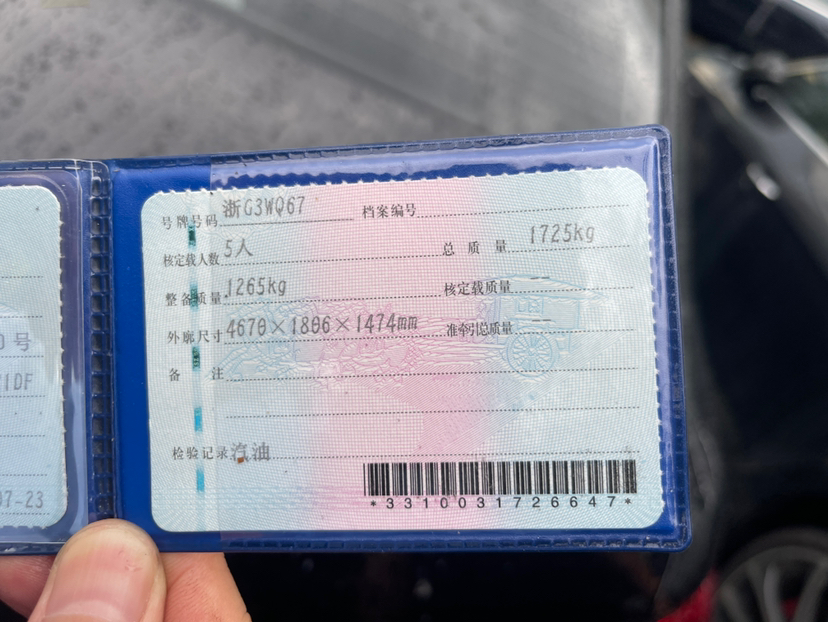 号牌号码 浙G3WQ67 档案编号
核定载人数 5人 总质量 1725kg
整备质量 1265kg 核定载质量 --
外廓尺寸 4670×1806×1474mm 准牵引总质量 --
备注
检验记录 汽油
*3310031726647*
号
IDF
07-23